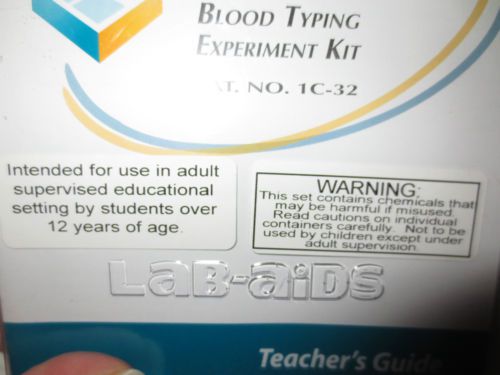 BLOOD TYPING
EXPERIMENT KIT
AT. NO. 1C-32
Intended for use in adult
supervised educational
setting by students over
12 years of age.
WARNING:
This set contains chemicals that
may be harmful if misused.
Read cautions on individual
containers carefully. Not to be
used by children except under
adult supervision.
LAB-AIDS
Teacher's Guide